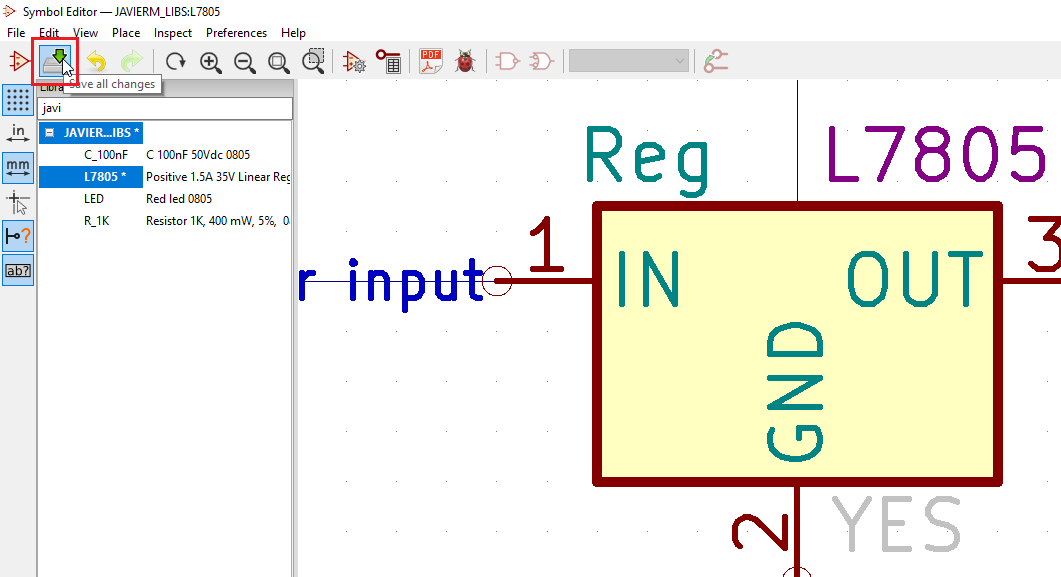 Symbol Editor — JAVIERM_LIBS:L7805
File Edit View Place Inspect Preferences Help
PDF
Save all changes
javi
in
mm
ab?
JAVIER...IBS *
C_100nF C 100nF 50Vdc 0805
L7805 * Positive 1.5A 35V Linear Reg
LED Red led 0805
R_1K Resistor 1K, 400 mW, 5%, 0
Reg L7805
r input
1 IN OUT 3
GND
2 YES